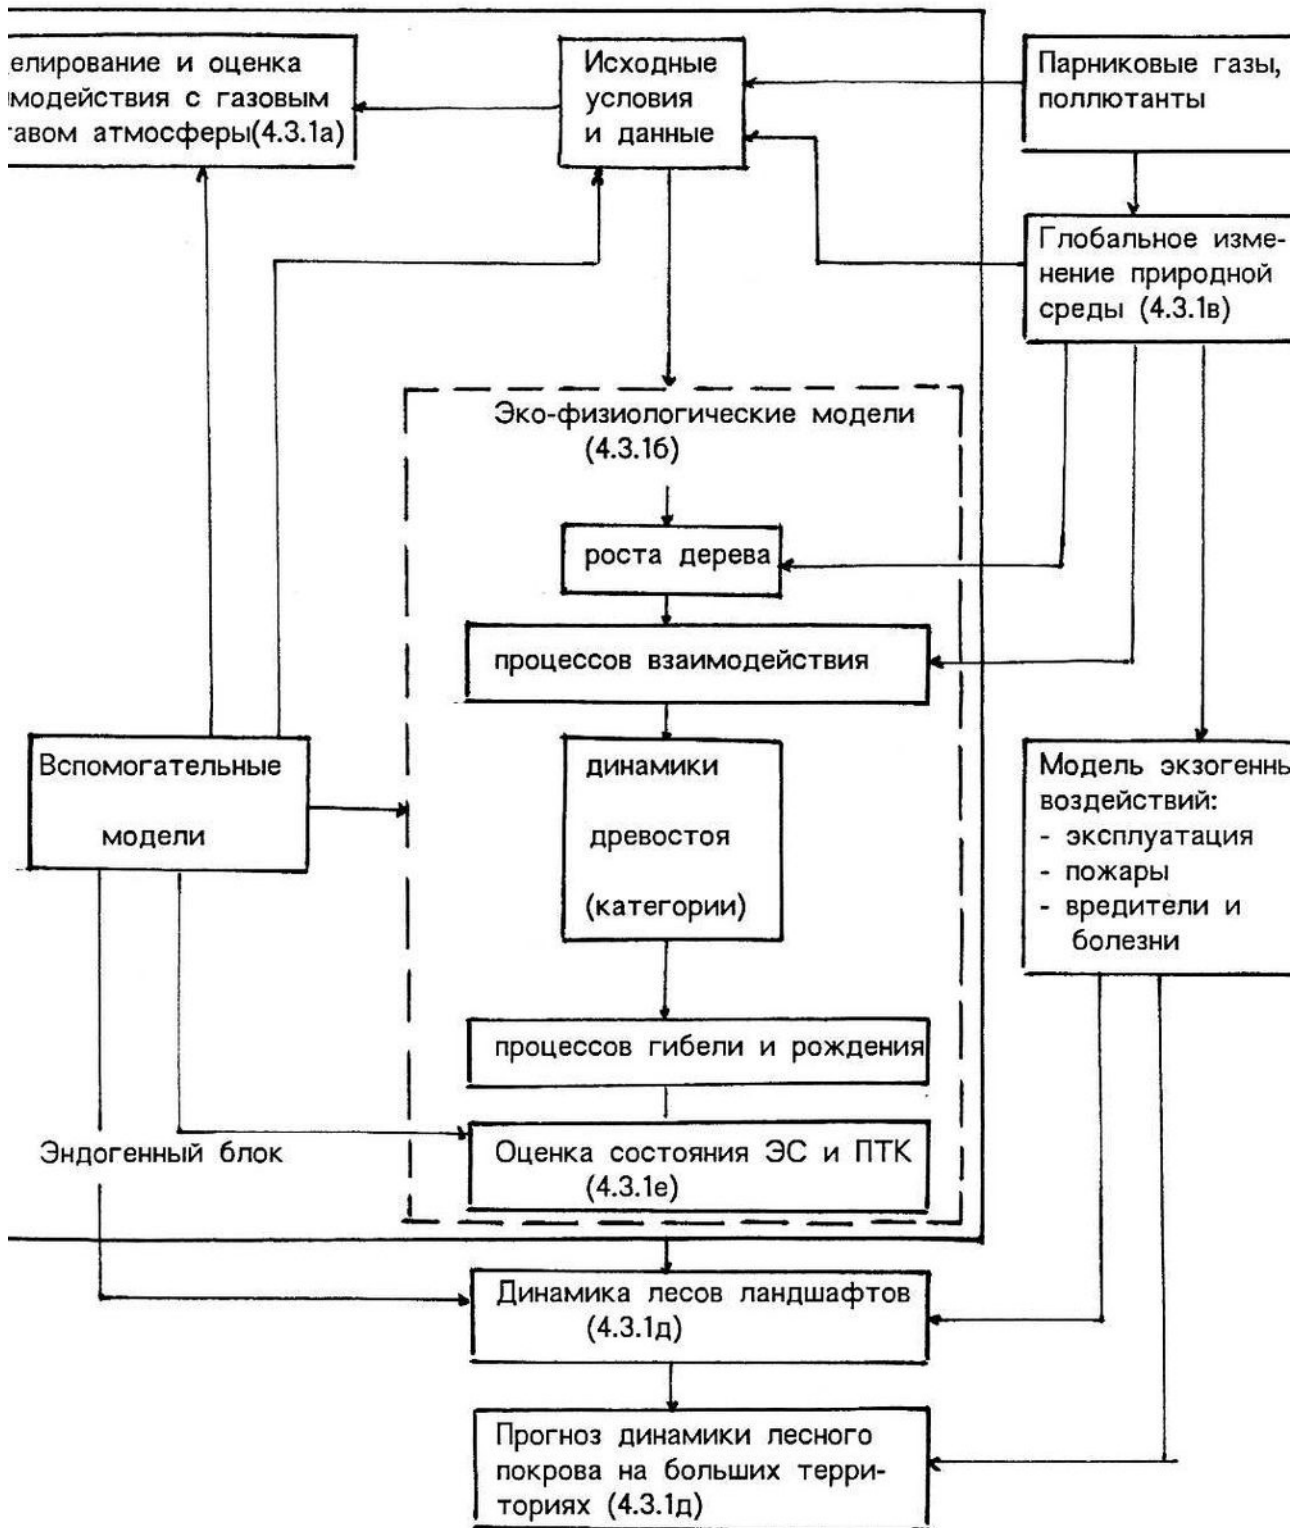 елирование и оценка
модействия с газовым
тавом атмосферы(4.3.1а)
Исходные
условия
и данные
Парниковые газы,
поллютанты
Глобальное изме-
нение природной
среды (4.3.1в)
Эко-физиологические модели
(4.3.1б)
роста дерева
процессов взаимодействия
Вспомогательные
модели
динамики
древостоя
(категории)
Модель экзогенны
воздействий:
- эксплуатация
- пожары
- вредители и
болезни
процессов гибели и рождения
Эндогенный блок
Оценка состояния ЭС и ПТК
(4.3.1е)
Динамика лесов ландшафтов
(4.3.1д)
Прогноз динамики лесного
покрова на больших терри-
ториях (4.3.1д)